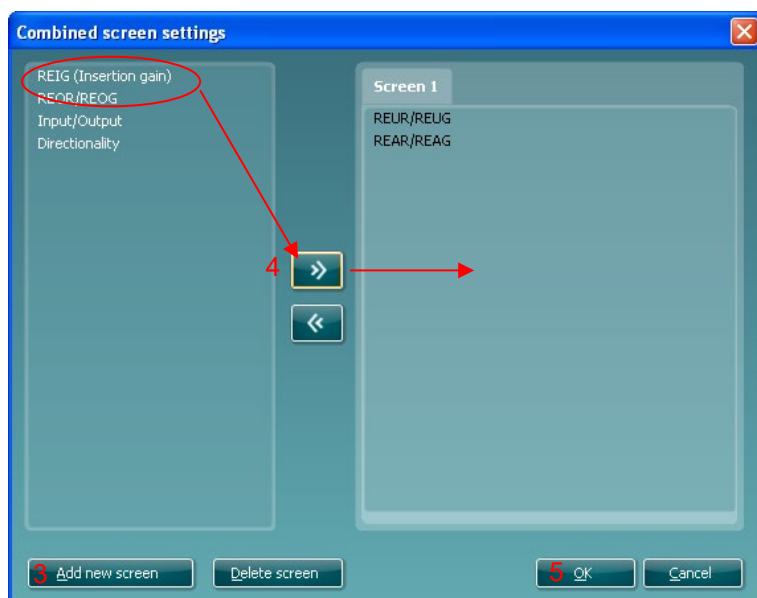 Combined screen settings
REIG (Insertion gain)
REOR/REOG
Input/Output
Directionality
Screen 1
REUR/REUG
REAR/REAG
4
3 Add new screen
Delete screen
5 OK
Cancel